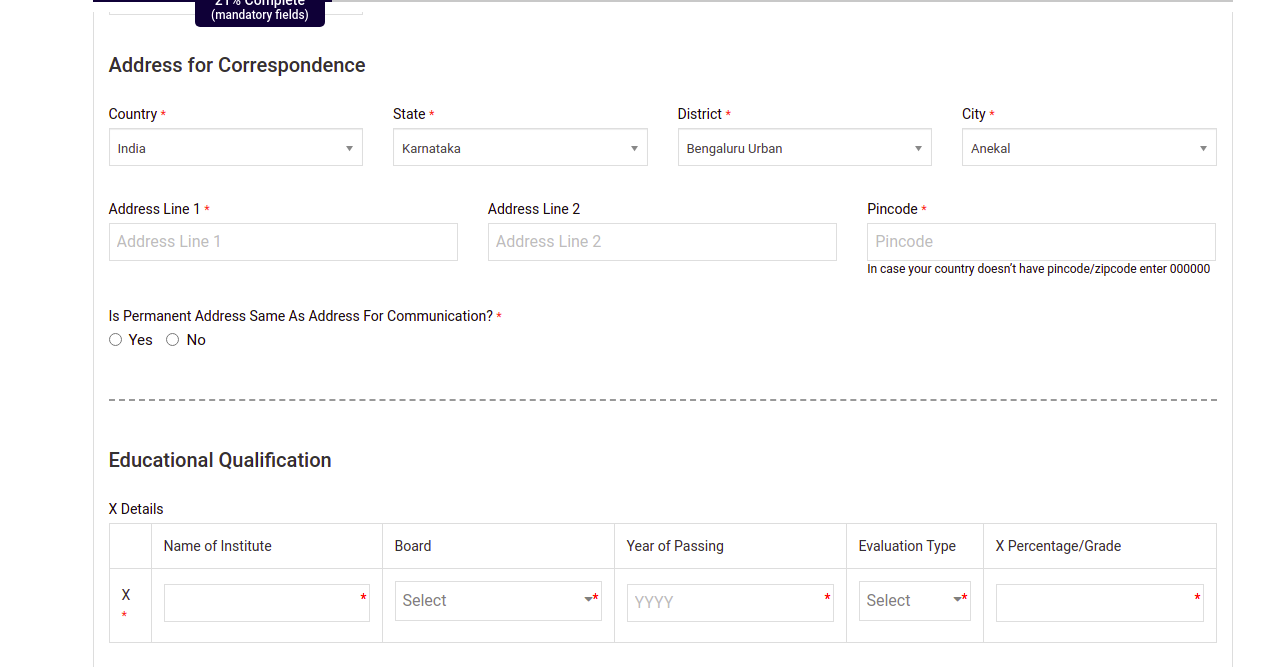 21% Complete
(mandatory fields)
Address for Correspondence
Country * State * District * City *
India Karnataka Bengaluru Urban Anekal
Address Line 1 * Address Line 2 Pincode *
Address Line 1 Address Line 2 Pincode
In case your country doesn't have pincode/zipcode enter 000000
Is Permanent Address Same As Address For Communication? *
Yes No
Educational Qualification
X Details
Name of Institute Board Year of Passing Evaluation Type X Percentage/Grade
X * Select * YYYY * Select * *
*